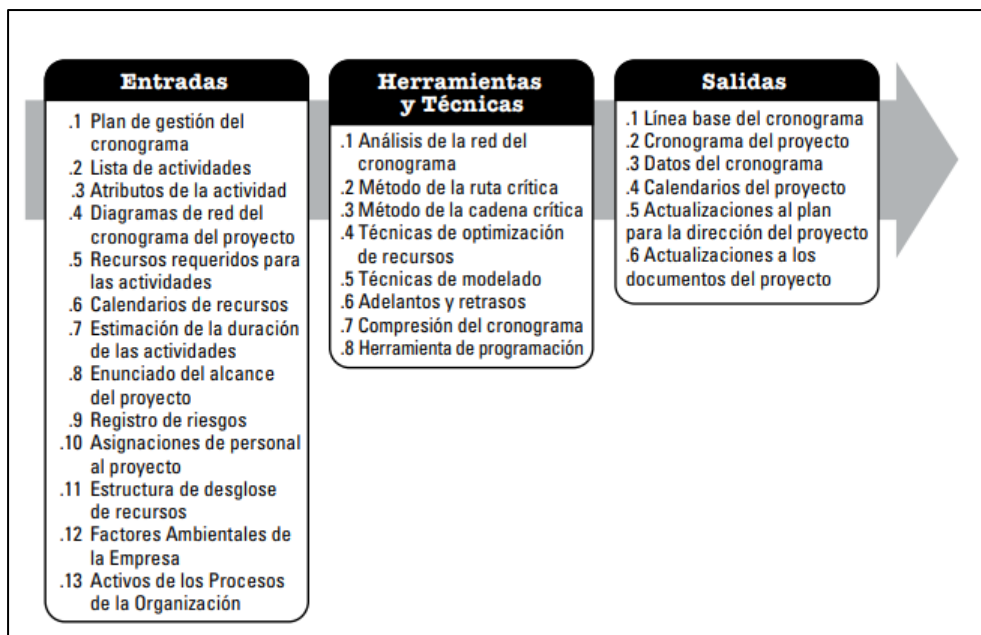 Entradas
.1 Plan de gestión del
cronograma
.2 Lista de actividades
.3 Atributos de la actividad
.4 Diagramas de red del
cronograma del proyecto
.5 Recursos requeridos para
las actividades
.6 Calendarios de recursos
.7 Estimación de la duración
de las actividades
.8 Enunciado del alcance
del proyecto
.9 Registro de riesgos
.10 Asignaciones de personal
al proyecto
.11 Estructura de desglose
de recursos
.12 Factores Ambientales de
la Empresa
.13 Activos de los Procesos
de la Organización
Herramientas
y Técnicas
.1 Análisis de la red del
cronograma
.2 Método de la ruta crítica
.3 Método de la cadena crítica
.4 Técnicas de optimización
de recursos
.5 Técnicas de modelado
.6 Adelantos y retrasos
.7 Compresión del cronograma
.8 Herramienta de programación
Salidas
.1 Línea base del cronograma
.2 Cronograma del proyecto
.3 Datos del cronograma
.4 Calendarios del proyecto
.5 Actualizaciones al plan
para la dirección del proyecto
.6 Actualizaciones a los
documentos del proyecto